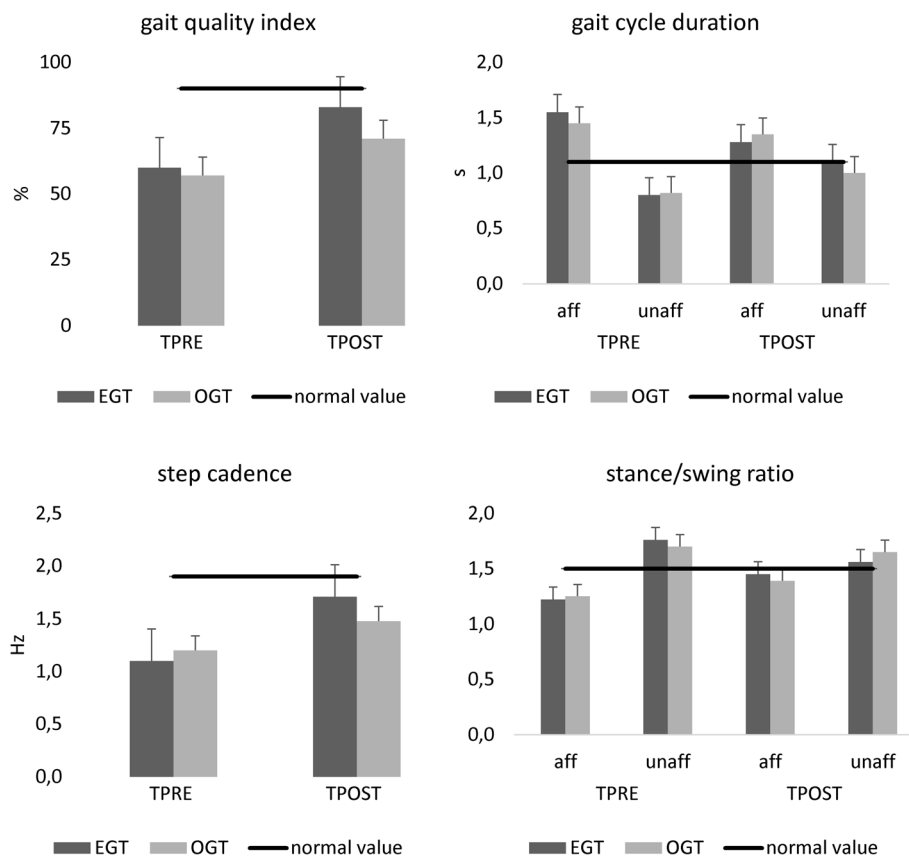 gait quality index
100
75
50
25
0
%
TPRE TPOST
EGT OGT normal value
gait cycle duration
2,0
1,5
1,0
0,5
0,0
s
aff unaff aff unaff
TPRE TPOST
EGT OGT normal value
step cadence
2,5
2,0
1,5
1,0
0,5
0,0
Hz
TPRE TPOST
EGT OGT normal value
stance/swing ratio
2,0
1,5
1,0
0,5
0,0
aff unaff aff unaff
TPRE TPOST
EGT OGT normal value